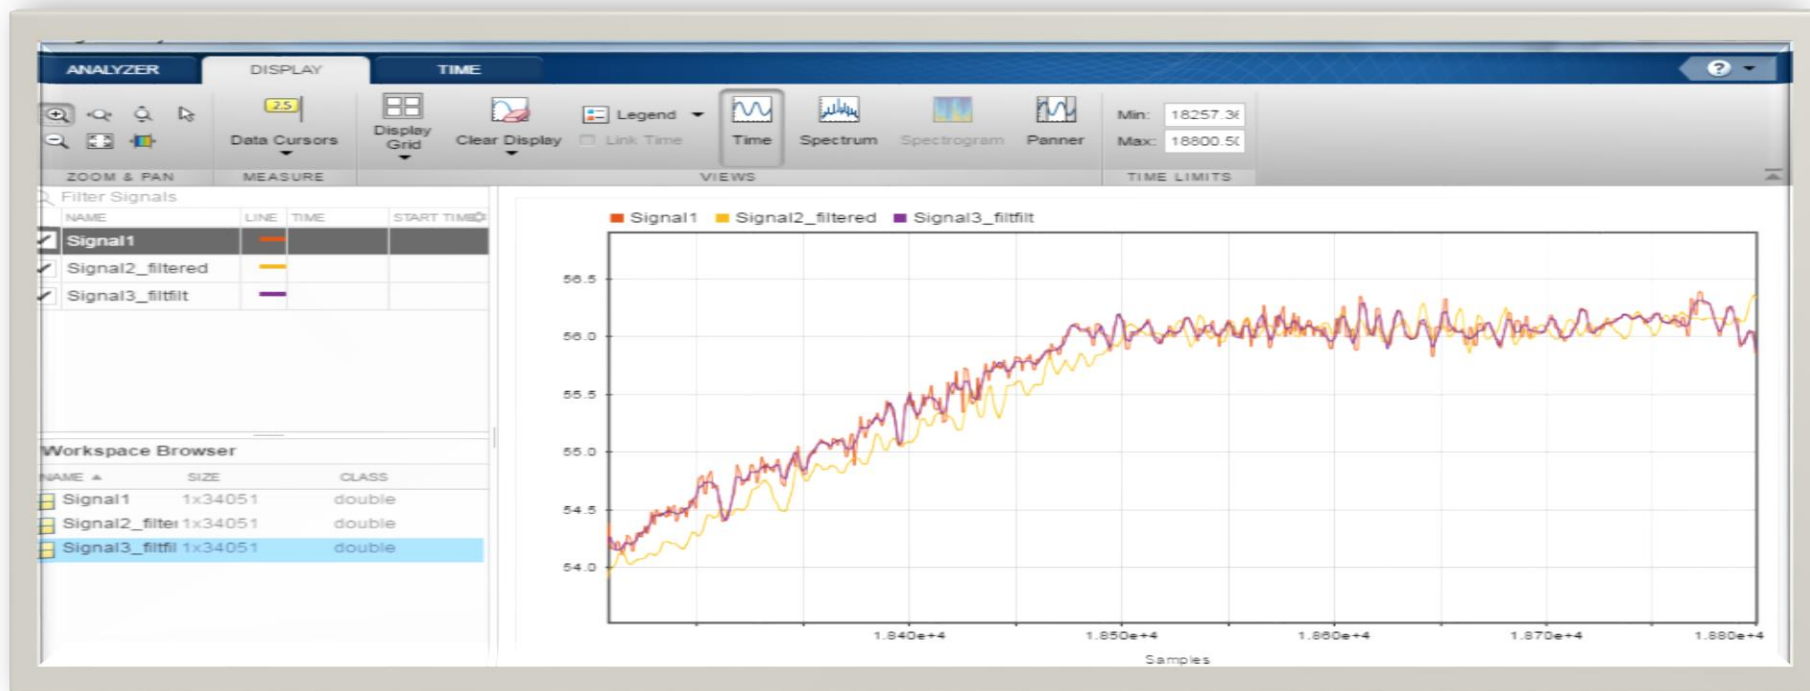 ANALYZER DISPLAY TIME
2.5
Legend
Data Cursors
Display Grid
Clear Display
Link Time
Time
Spectrum
Spectrogram
Panner
Min: 18257.3
Max: 18800.5
ZOOM & PAN MEASURE VIEWS TIME LIMITS
Filter Signals
NAME LINE TIME START TIME
Signal1
Signal2_filtered
Signal3_filtfilt
Workspace Browser
NAME SIZE CLASS
Signal1 1x34051 double
Signal2_filter 1x34051 double
Signal3_filtfil 1x34051 double
Signal1 Signal2_filtered Signal3_filtfilt
56.5
56.0
55.5
55.0
54.5
54.0
1.840e+4 1.850e+4 1.860e+4 1.870e+4 1.880e+4
Samples